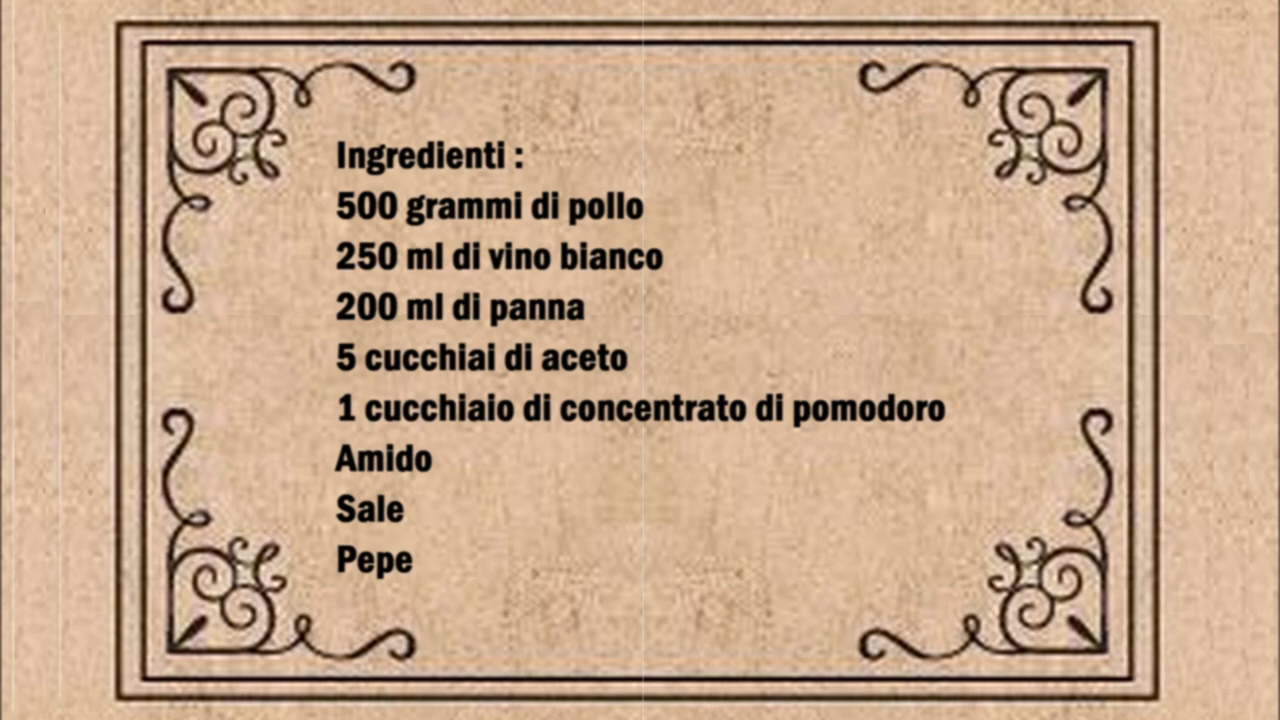 Ingredienti :
500 grammi di pollo
250 ml di vino bianco
200 ml di panna
5 cucchiai di aceto
1 cucchiaio di concentrato di pomodoro
Amido
Sale
Pepe